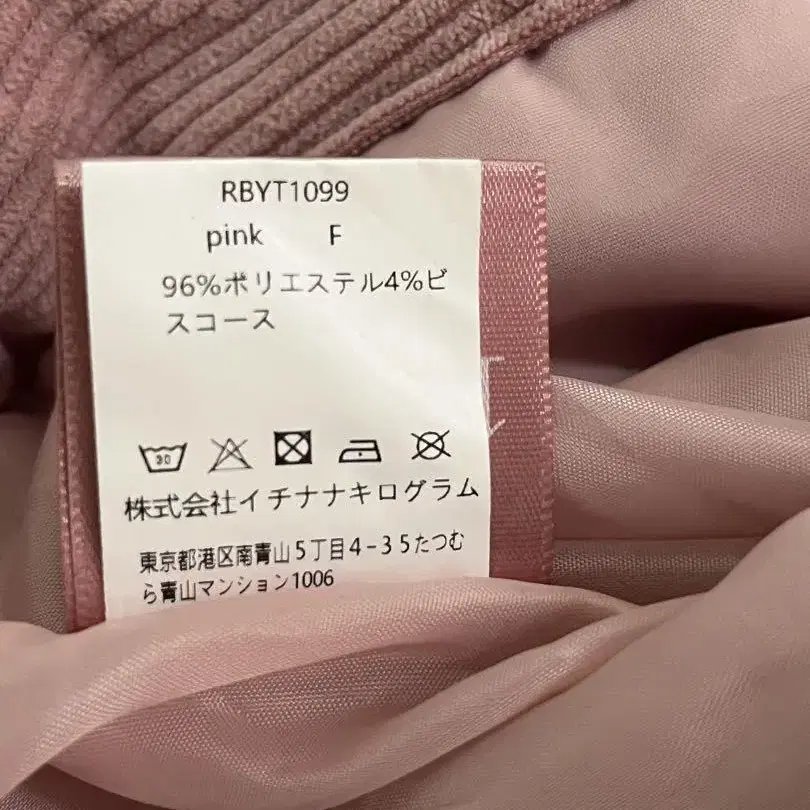 RBYT1099
pink F
96%ポリエステル4%ビ
スコース
30
株式会社イチナナキログラム
東京都港区南青山5丁目4-35たつむ
ら青山マンション1006